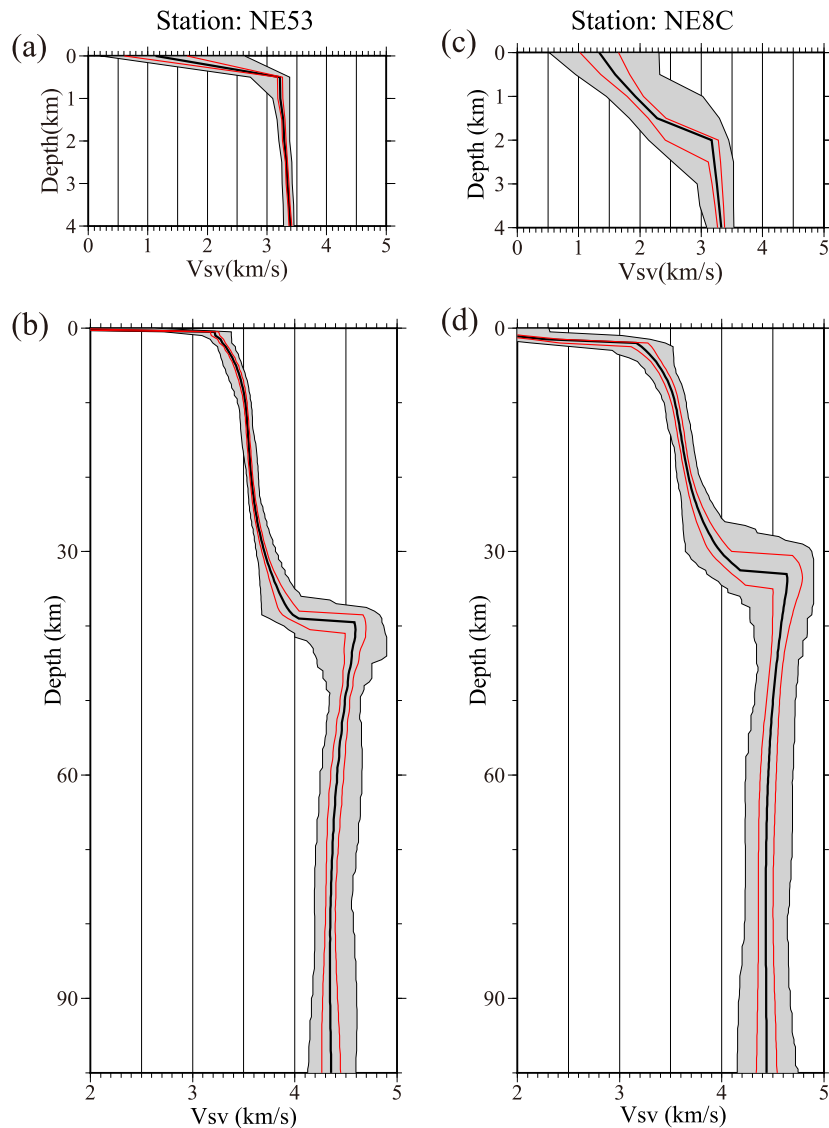 Station: NE53
Station: NE8C
(a)
0
1
2
3
4
Depth(km)
0 1 2 3 4 5
Vsv(km/s)
(c)
0
1
2
3
4
Depth (km)
0 1 2 3 4 5
Vsv(km/s)
(b)
0
30
60
90
Depth (km)
2 3 4 5
Vsv (km/s)
(d)
0
30
60
90
Depth (km)
2 3 4 5
Vsv (km/s)